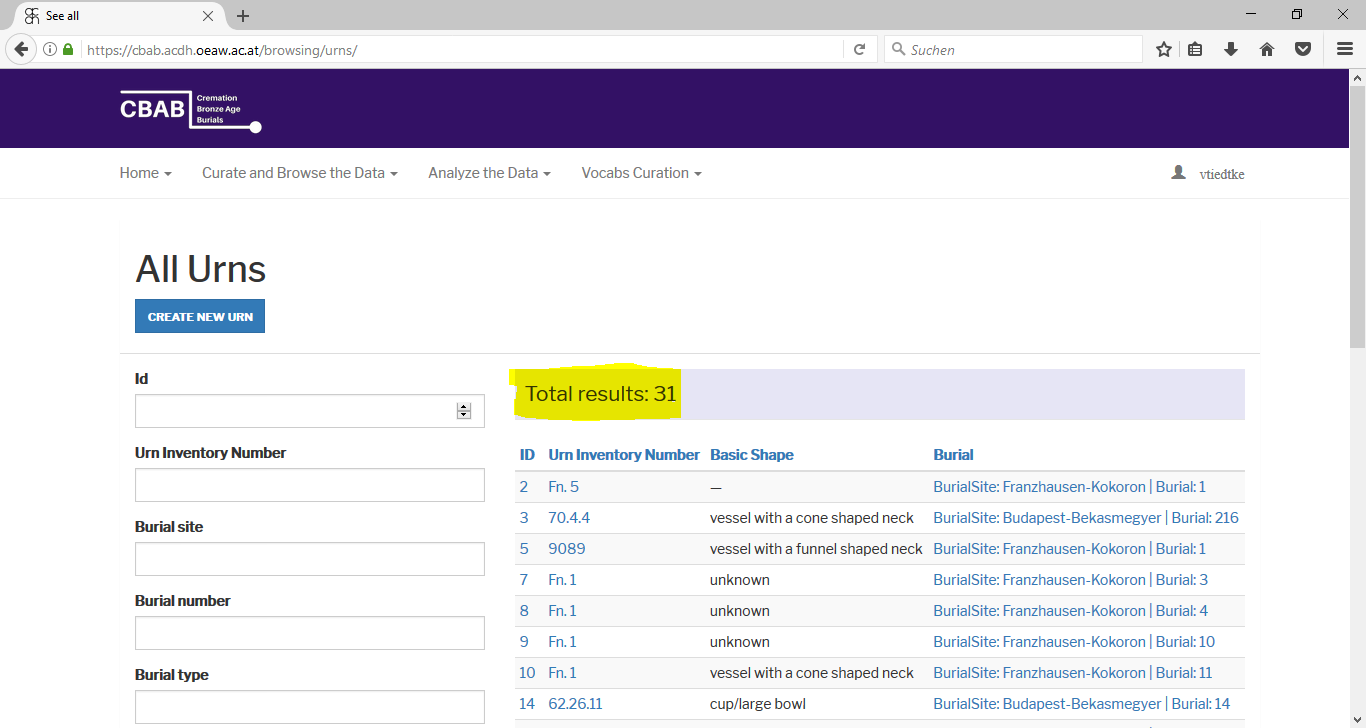 See all
https://cbab.acdh.oeaw.ac.at/browsing/urns/
Suchen
CBAB Cremation
Bronze Age
Burials
Home Curate and Browse the Data Analyze the Data Vocabs Curation vtiedtke
All Urns
CREATE NEW URN
Id
Urn Inventory Number
Burial site
Burial number
Burial type
Total results: 31
ID Urn Inventory Number Basic Shape Burial
2 Fn. 5 — BurialSite: Franzhausen-Kokoron | Burial: 1
3 70.4.4 vessel with a cone shaped neck BurialSite: Budapest-Bekasmegyer | Burial: 216
5 9089 vessel with a funnel shaped neck BurialSite: Franzhausen-Kokoron | Burial: 1
7 Fn. 1 unknown BurialSite: Franzhausen-Kokoron | Burial: 3
8 Fn. 1 unknown BurialSite: Franzhausen-Kokoron | Burial: 4
9 Fn. 1 unknown BurialSite: Franzhausen-Kokoron | Burial: 10
10 Fn. 1 vessel with a cone shaped neck BurialSite: Franzhausen-Kokoron | Burial: 11
14 62.26.11 cup/large bowl BurialSite: Budapest-Bekasmegyer | Burial: 14